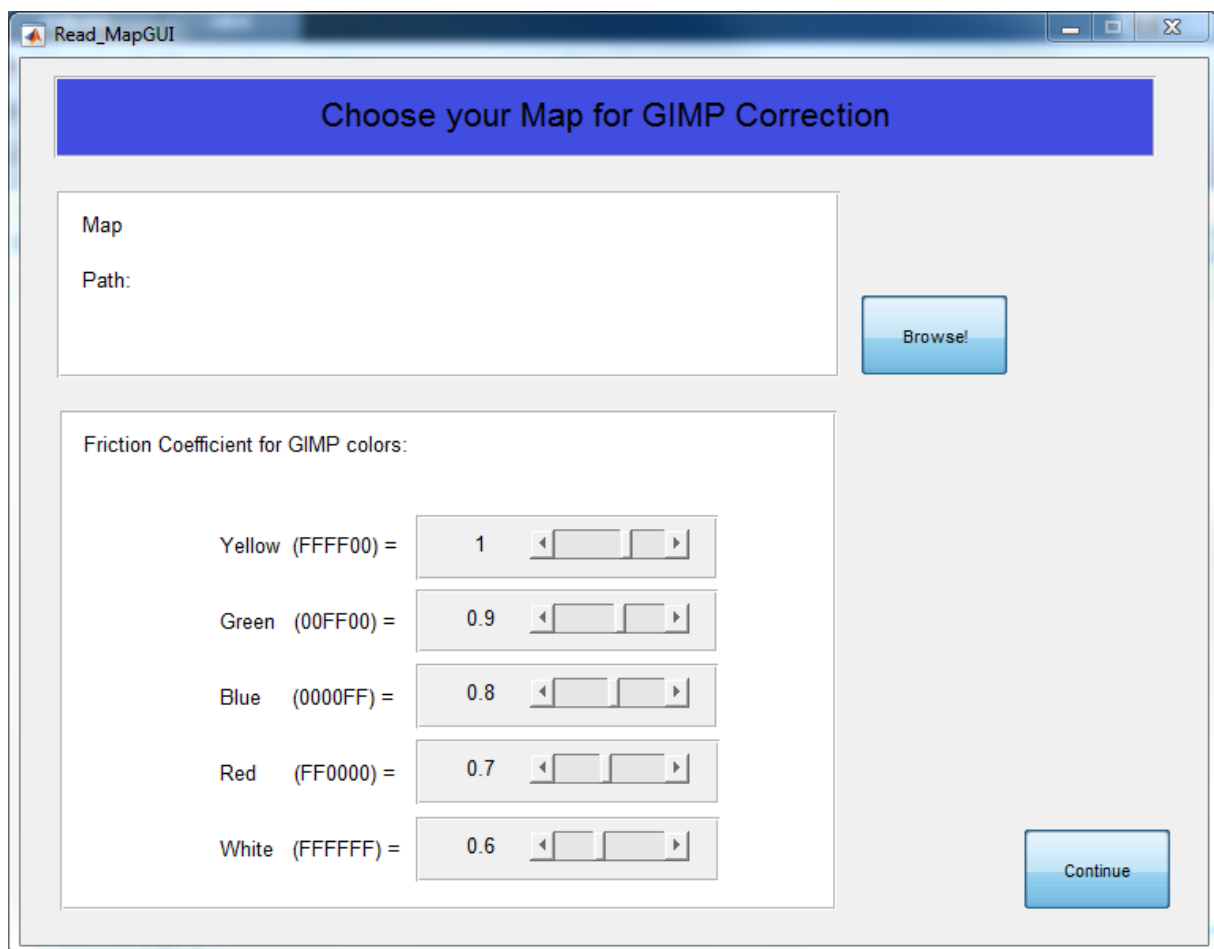 Read_MapGUI
Choose your Map for GIMP Correction
Map
Path:
Browse!
Friction Coefficient for GIMP colors:
Yellow (FFFF00) = 1
Green (00FF00) = 0.9
Blue (0000FF) = 0.8
Red (FF0000) = 0.7
White (FFFFFF) = 0.6
Continue